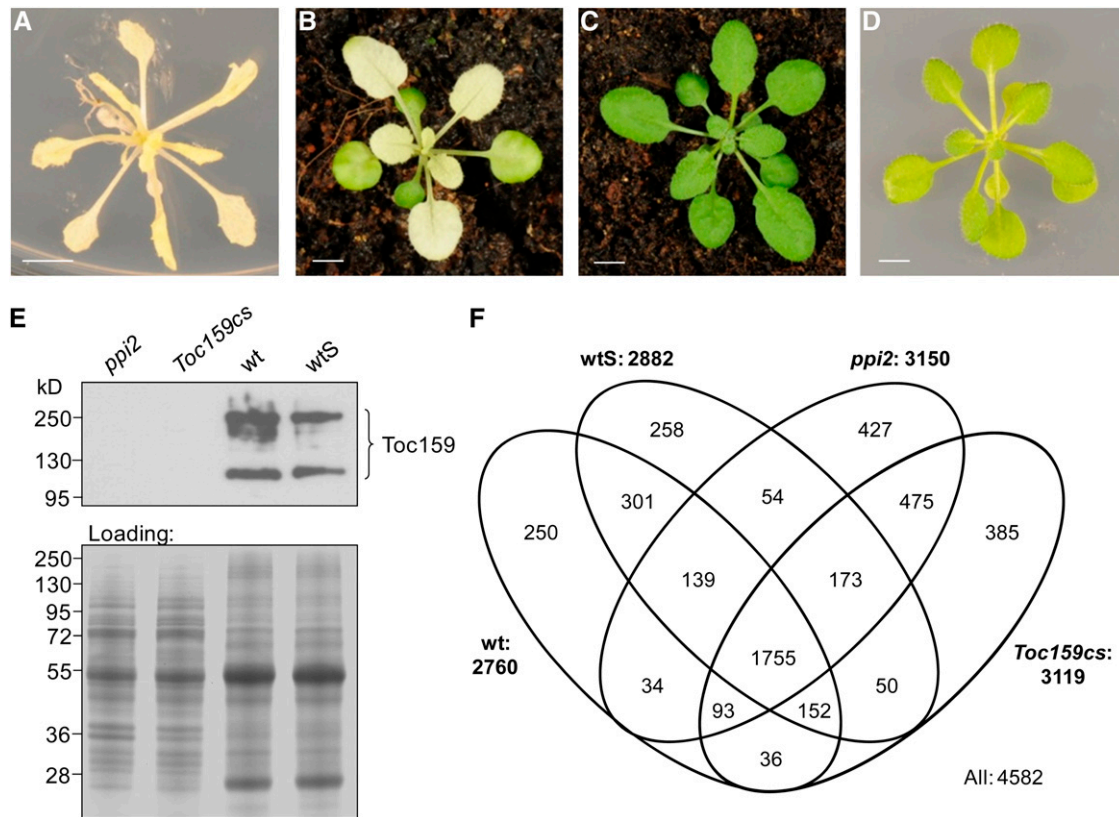 A
B
C
D
E
ppi2
Toc159cs
wt
wtS
kD
250
130
95
Toc159
Loading:
250
130
95
72
55
36
28
F
wtS: 2882
ppi2: 3150
258
427
301
54
475
250
385
139
173
wt:
2760
1755
Toc159cs:
3119
34
50
93
152
36
All: 4582